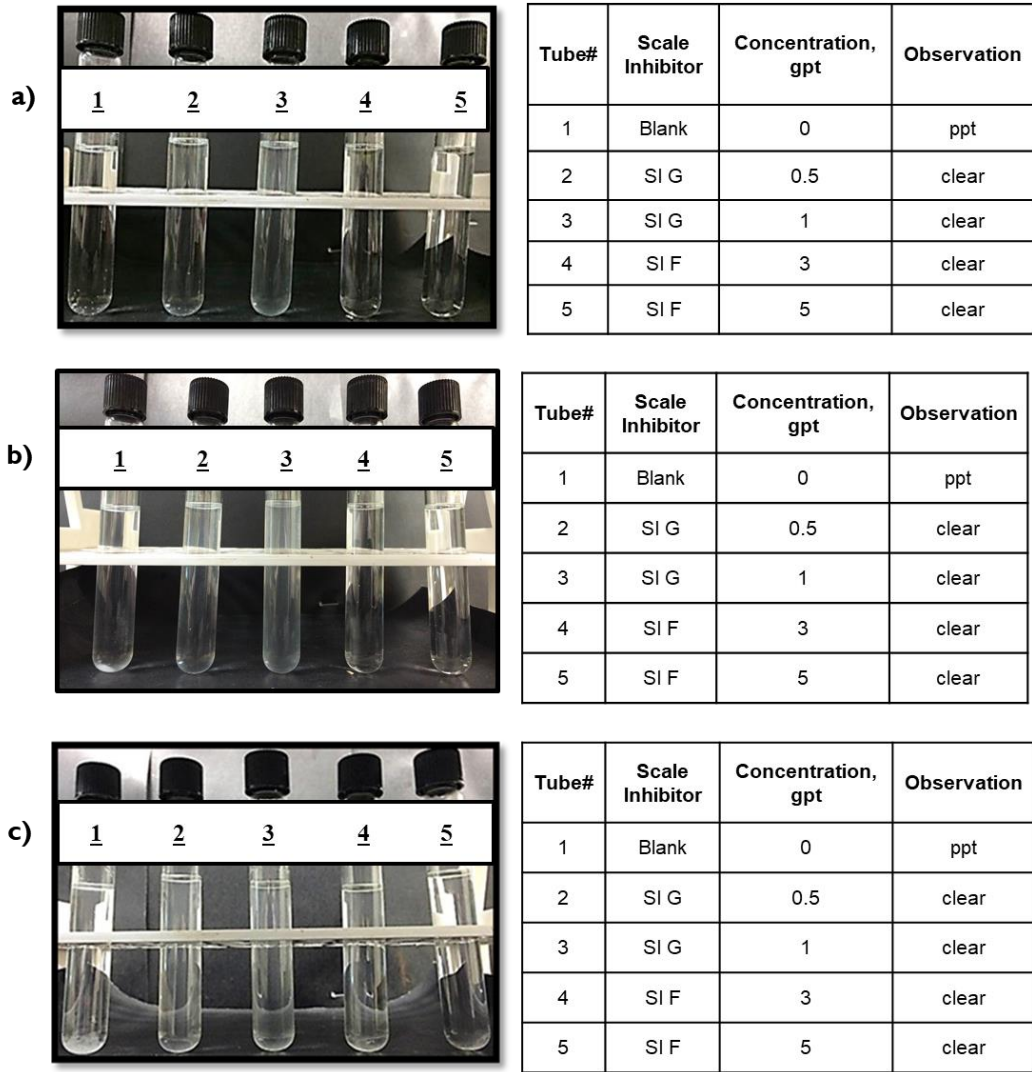 a)
1 2 3 4 5
Tube# Scale Inhibitor Concentration, gpt Observation
1 Blank 0 ppt
2 SI G 0.5 clear
3 SI G 1 clear
4 SI F 3 clear
5 SI F 5 clear
b)
1 2 3 4 5
Tube# Scale Inhibitor Concentration, gpt Observation
1 Blank 0 ppt
2 SI G 0.5 clear
3 SI G 1 clear
4 SI F 3 clear
5 SI F 5 clear
c)
1 2 3 4 5
Tube# Scale Inhibitor Concentration, gpt Observation
1 Blank 0 ppt
2 SI G 0.5 clear
3 SI G 1 clear
4 SI F 3 clear
5 SI F 5 clear